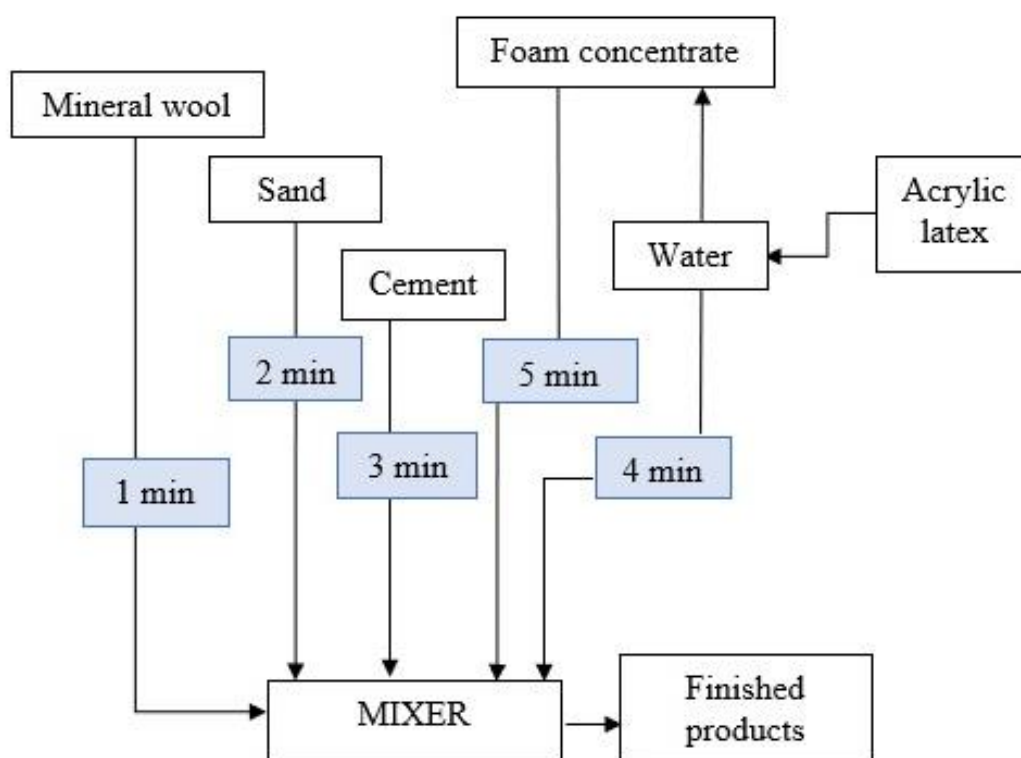 Foam concentrate
Mineral wool
Sand
Acrylic
latex
Water
Cement
2 min
5 min
3 min
4 min
1 min
MIXER
Finished
products